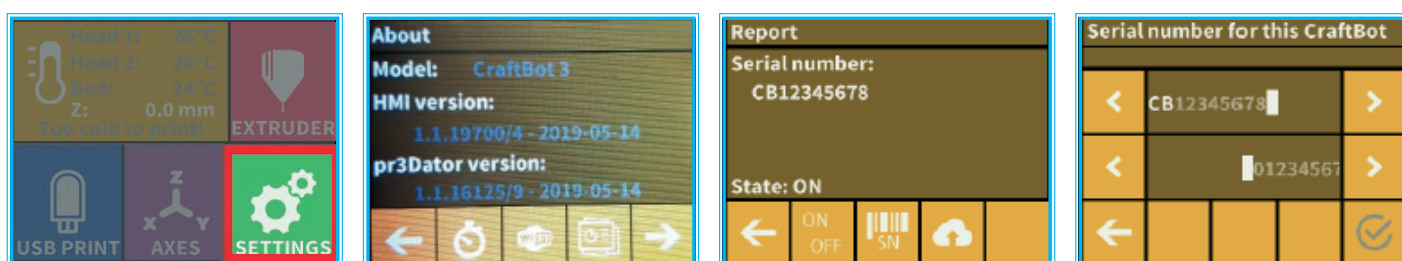 Head 1: 26°C
Head 2: 26°C
Bed: 24°C
Z: 0.0 mm
Too cold to print!
EXTRUDER
USB PRINT
Z
X Y
AXES
SETTINGS
About
Model: CraftBot 3
HMI version:
1.1.19700/4 - 2019-05-14
pr3Dator version:
1.1.16125/9 - 2019-05-14
Wi-Fi
Report
Serial number:
CB12345678
State: ON
ON
OFF
SN
Serial number for this CraftBot
CB12345678
01234567